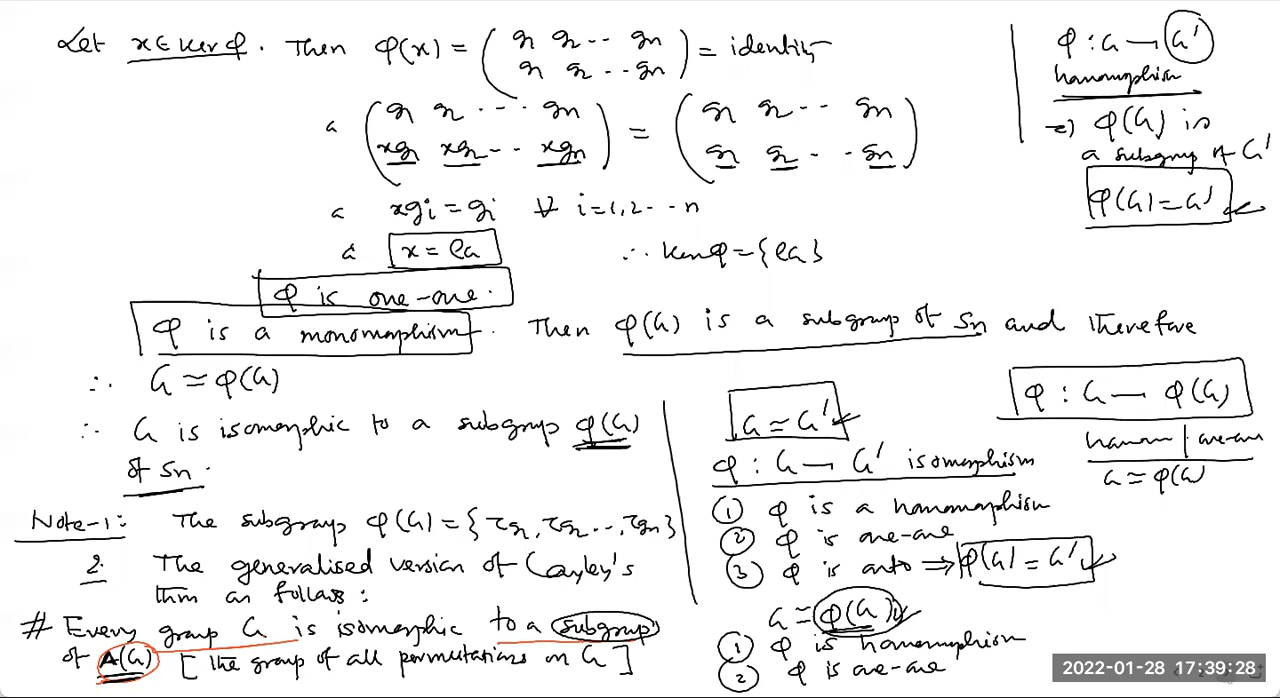 Let x ∈ Ker φ. Then φ(x) = ( g1 g2 ... gn ) = identity
( g1 g2 ... gn )
a ( g1 g2 .... gn ) = ( g1 g2 ... gn )
( xg1 xg2 ... xgn ) ( g1 g2 ... gn )
a xgi = gi ∀ i=1,2...n
a x = eG ∴ Ker φ = {eG}
φ is one-one.
φ is a monomorphism. Then φ(G) is a subgroup of Sn and therefore
∴ G ≃ φ(G)
∴ G is isomorphic to a subgroup φ(G)
of Sn.
Note-1: The subgroup φ(G) = {τg1, τg2 ..., τgn}
2. The generalised version of Cayley's
thm as follows:
# Every group G is isomorphic to a subgroup
of A(G) [the group of all permutations on G]
φ : G → G'
homomorphism
⇒ φ(G) is
a subgroup of G'
φ(G) = G'
φ : G → φ(G)
homom | one-one
G ≃ φ(G)
G ≃ G'
φ : G → G' isomorphism
① φ is a homomorphism
② φ is one-one
③ φ is onto ⇒ φ(G) = G'
G ≃ φ(G)
① φ is homomorphism
② φ is one-one
2022-01-28 17:39:28